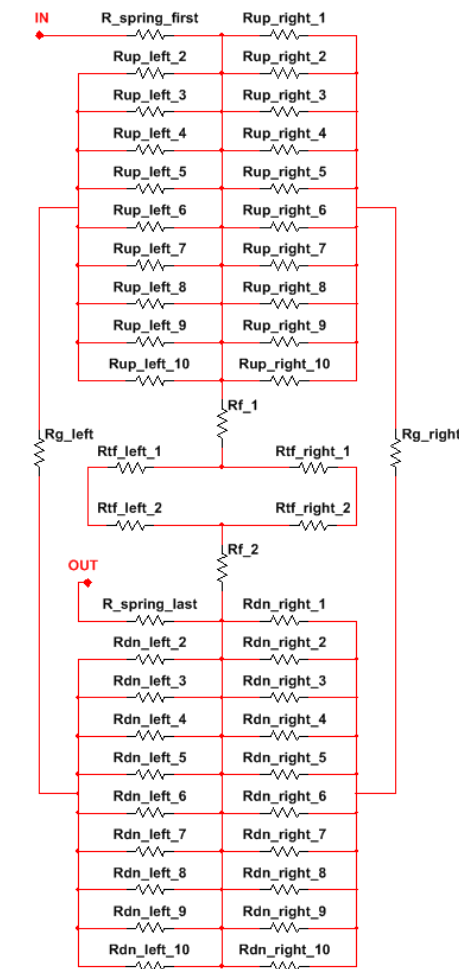 IN
R_spring_first Rup_right_1
Rup_left_2 Rup_right_2
Rup_left_3 Rup_right_3
Rup_left_4 Rup_right_4
Rup_left_5 Rup_right_5
Rup_left_6 Rup_right_6
Rup_left_7 Rup_right_7
Rup_left_8 Rup_right_8
Rup_left_9 Rup_right_9
Rup_left_10 Rup_right_10
Rf_1
Rg_left Rg_right
Rtf_left_1 Rtf_right_1
Rtf_left_2 Rtf_right_2
Rf_2
OUT
R_spring_last Rdn_right_1
Rdn_left_2 Rdn_right_2
Rdn_left_3 Rdn_right_3
Rdn_left_4 Rdn_right_4
Rdn_left_5 Rdn_right_5
Rdn_left_6 Rdn_right_6
Rdn_left_7 Rdn_right_7
Rdn_left_8 Rdn_right_8
Rdn_left_9 Rdn_right_9
Rdn_left_10 Rdn_right_10